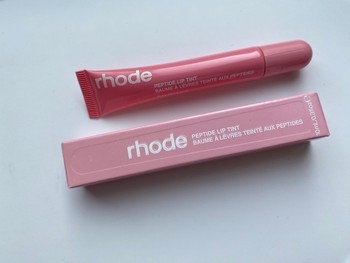 rhode
PEPTIDE LIP TINT
BAUME À LÈVRES TEINTÉ AUX PEPTIDES
rhode
PEPTIDE LIP TINT
BAUME À LÈVRES TEINTÉ AUX PEPTIDES